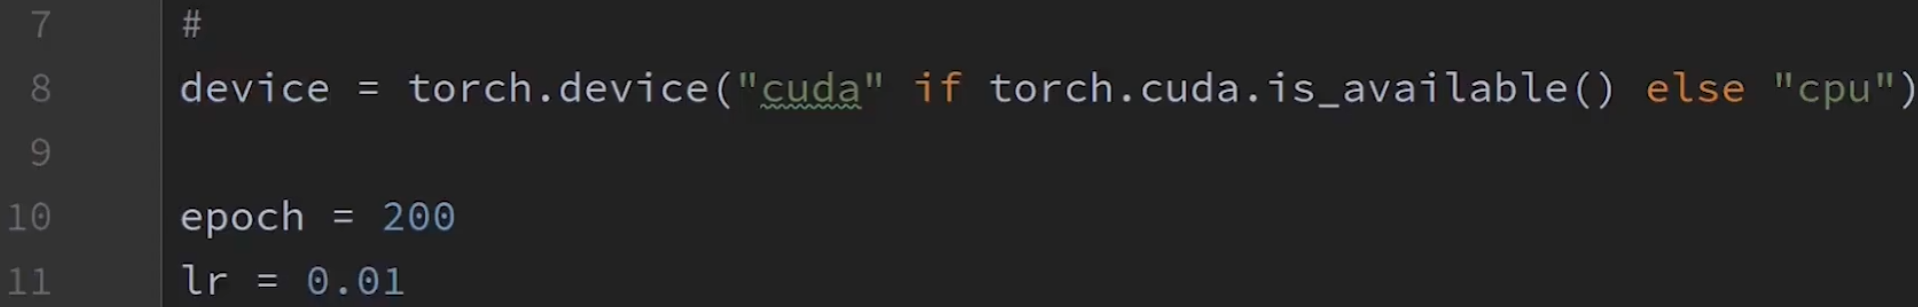 7 #
8 device = torch.device("cuda" if torch.cuda.is_available() else "cpu")
9
10 epoch = 200
11 lr = 0.01